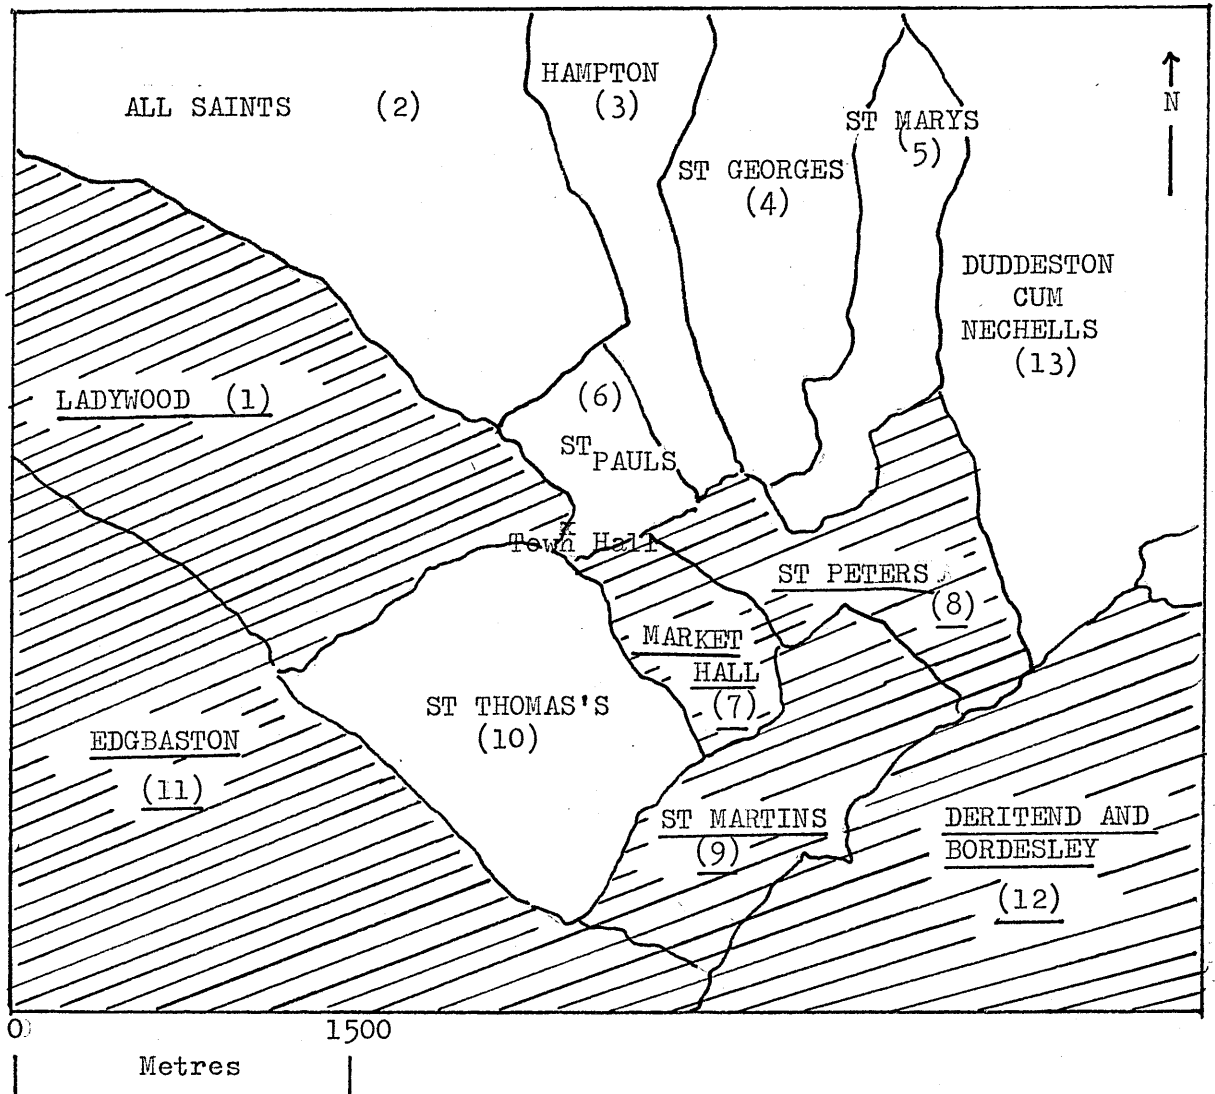 HAMPTON
(3)
ALL SAINTS (2)
N
ST MARYS
(5)
ST GEORGES
(4)
DUDDESTON
CUM
NECHELLS
(13)
LADYWOOD (1)
(6)
ST PAULS
x
Town Hall
ST PETERS
(8)
MARKET
HALL
(7)
ST THOMAS'S
(10)
EDGBASTON
(11)
ST MARTINS
(9)
DERITEND AND
BORDESLEY
(12)
0 1500
Metres